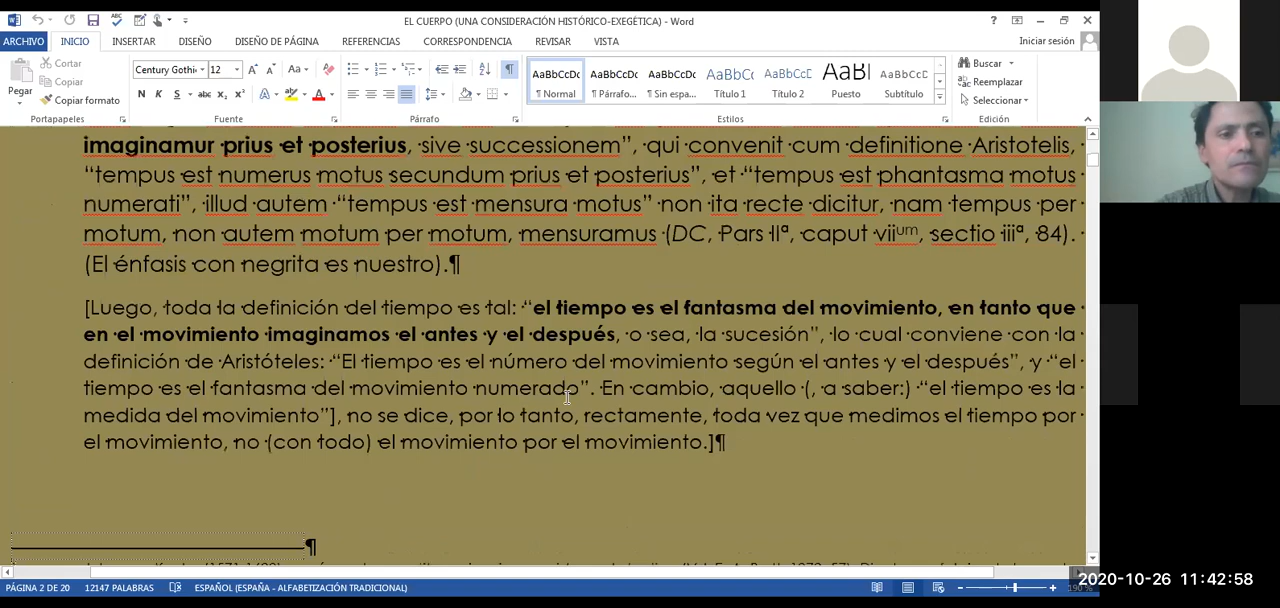 EL CUERPO (UNA CONSIDERACIÓN HISTÓRICO-EXEGÉTICA) - Word
ARCHIVO INICIO INSERTAR DISEÑO DISEÑO DE PÁGINA REFERENCIAS CORRESPONDENCIA REVISAR VISTA Iniciar sesión
Pegar
Cortar
Copiar
Copiar formato
Portapapeles
Century Gothi 12
N K S abc x₂ x²
Fuente
Párrafo
AaBbCcDc AaBbCcDc AaBbCcDc AaBbC AaBbCcD AaBl AaBbCcD
¶ Normal ¶ Párrafo... ¶ Sin espa... Título 1 Título 2 Puesto Subtítulo
Estilos
Buscar
Reemplazar
Seleccionar
Edición
imaginamur prius et posterius, sive successionem”, qui convenit cum definitione Aristotelis,
“tempus est numerus motus secundum prius et posterius”, et “tempus est phantasma motus
numerati”, illud autem “tempus est mensura motus” non ita recte dicitur, nam tempus per
motum, non autem motum per motum, mensuramus (DC, Pars IIª, caput viiᵘᵐ, sectio iiiª, 84).
(El énfasis con negrita es nuestro).¶
[Luego, toda la definición del tiempo es tal: “el tiempo es el fantasma del movimiento, en tanto que
en el movimiento imaginamos el antes y el después, o sea, la sucesión”, lo cual conviene con la
definición de Aristóteles: “El tiempo es el número del movimiento según el antes y el después”, y “el
tiempo es el fantasma del movimiento numerado”. En cambio, aquello (, a saber:) “el tiempo es la
medida del movimiento”], no se dice, por lo tanto, rectamente, toda vez que medimos el tiempo por
el movimiento, no (con todo) el movimiento por el movimiento.]¶
¶
PÁGINA 2 DE 20 12147 PALABRAS ESPAÑOL (ESPAÑA - ALFABETIZACIÓN TRADICIONAL) 190 %
2020-10-26 11:42:58